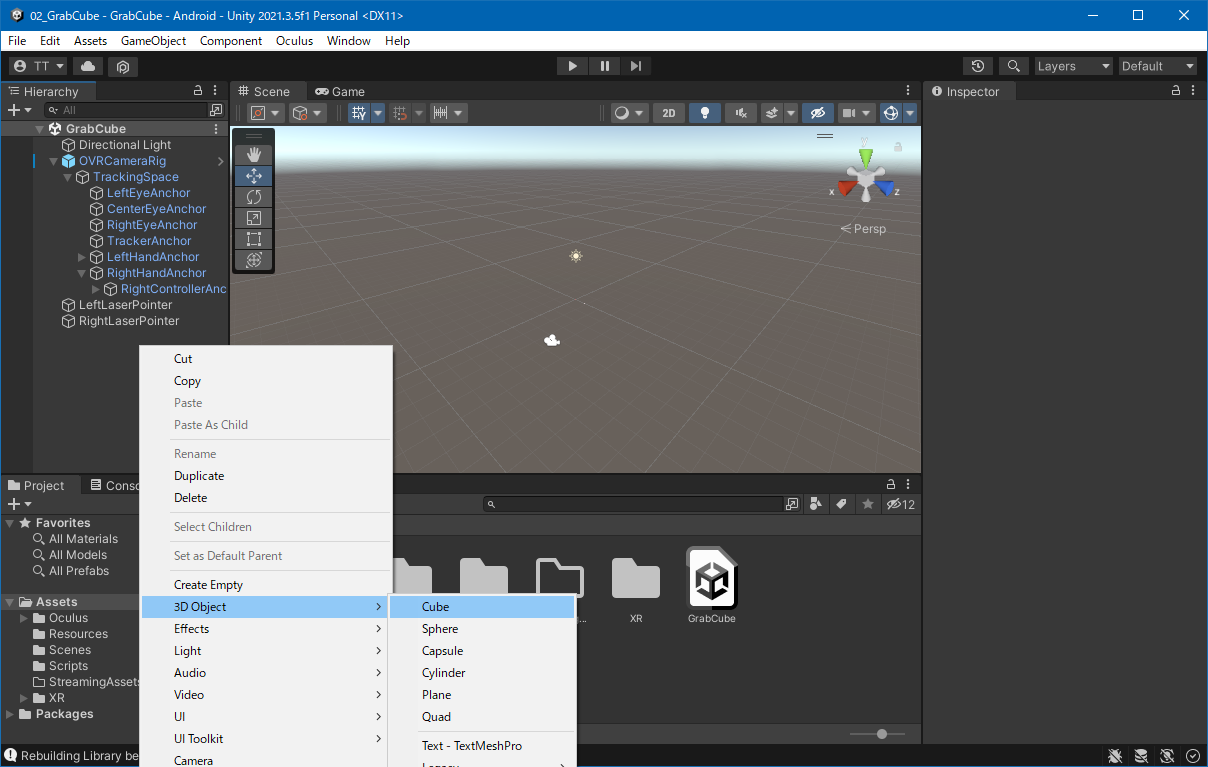 02_GrabCube - GrabCube - Android - Unity 2021.3.5f1 Personal <DX11>
File Edit Assets GameObject Component Oculus Window Help
TT Layers Default
Hierarchy
All
GrabCube
Directional Light
OVRCameraRig
TrackingSpace
LeftEyeAnchor
CenterEyeAnchor
RightEyeAnchor
TrackerAnchor
LeftHandAnchor
RightHandAnchor
RightControllerAnc
LeftLaserPointer
RightLaserPointer
Scene Game
2D
y
x z
Persp
Inspector
Cut
Copy
Paste
Paste As Child
Rename
Duplicate
Delete
Select Children
Set as Default Parent
Create Empty
3D Object
Effects
Light
Audio
Video
UI
UI Toolkit
Camera
Cube
Sphere
Capsule
Cylinder
Plane
Quad
Text - TextMeshPro
Legacy
Project Conso
12
Favorites
All Materials
All Models
All Prefabs
Assets
Oculus
Resources
Scenes
Scripts
StreamingAssets
XR
Packages
XR GrabCube
Rebuilding Library be